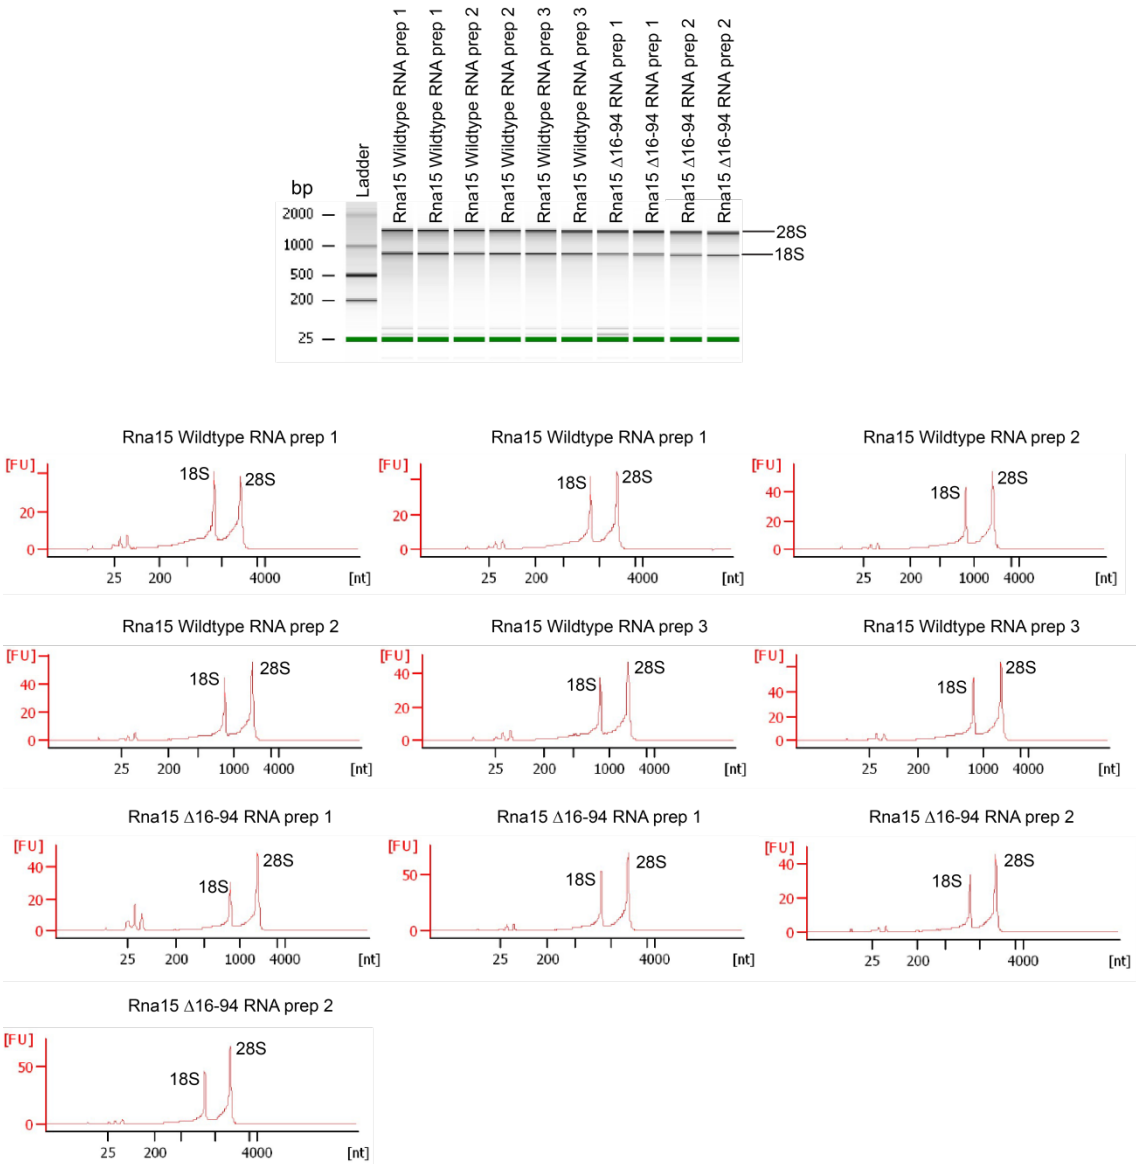 Rna15 Wildtype RNA prep 1
Rna15 Wildtype RNA prep 1
Rna15 Wildtype RNA prep 2
Rna15 Wildtype RNA prep 2
Rna15 Wildtype RNA prep 3
Rna15 Wildtype RNA prep 3
Rna15 Δ16-94 RNA prep 1
Rna15 Δ16-94 RNA prep 1
Rna15 Δ16-94 RNA prep 2
Rna15 Δ16-94 RNA prep 2
Ladder
bp
2000
1000
500
200
25
28S
18S
Rna15 Wildtype RNA prep 1
[FU]
20
0
18S
28S
25 200 4000 [nt]
Rna15 Wildtype RNA prep 1
[FU]
20
0
18S
28S
25 200 4000 [nt]
Rna15 Wildtype RNA prep 2
[FU]
40
20
0
18S
28S
25 200 1000 4000 [nt]
Rna15 Wildtype RNA prep 2
[FU]
40
20
0
18S
28S
25 200 1000 4000 [nt]
Rna15 Wildtype RNA prep 3
[FU]
40
20
0
18S
28S
25 200 1000 4000 [nt]
Rna15 Wildtype RNA prep 3
[FU]
40
20
0
18S
28S
25 200 1000 4000 [nt]
Rna15 Δ16-94 RNA prep 1
[FU]
40
20
0
18S
28S
25 200 1000 4000 [nt]
Rna15 Δ16-94 RNA prep 1
[FU]
50
0
18S
28S
25 200 4000 [nt]
Rna15 Δ16-94 RNA prep 2
[FU]
40
20
0
18S
28S
25 200 4000 [nt]
Rna15 Δ16-94 RNA prep 2
[FU]
50
0
18S
28S
25 200 4000 [nt]